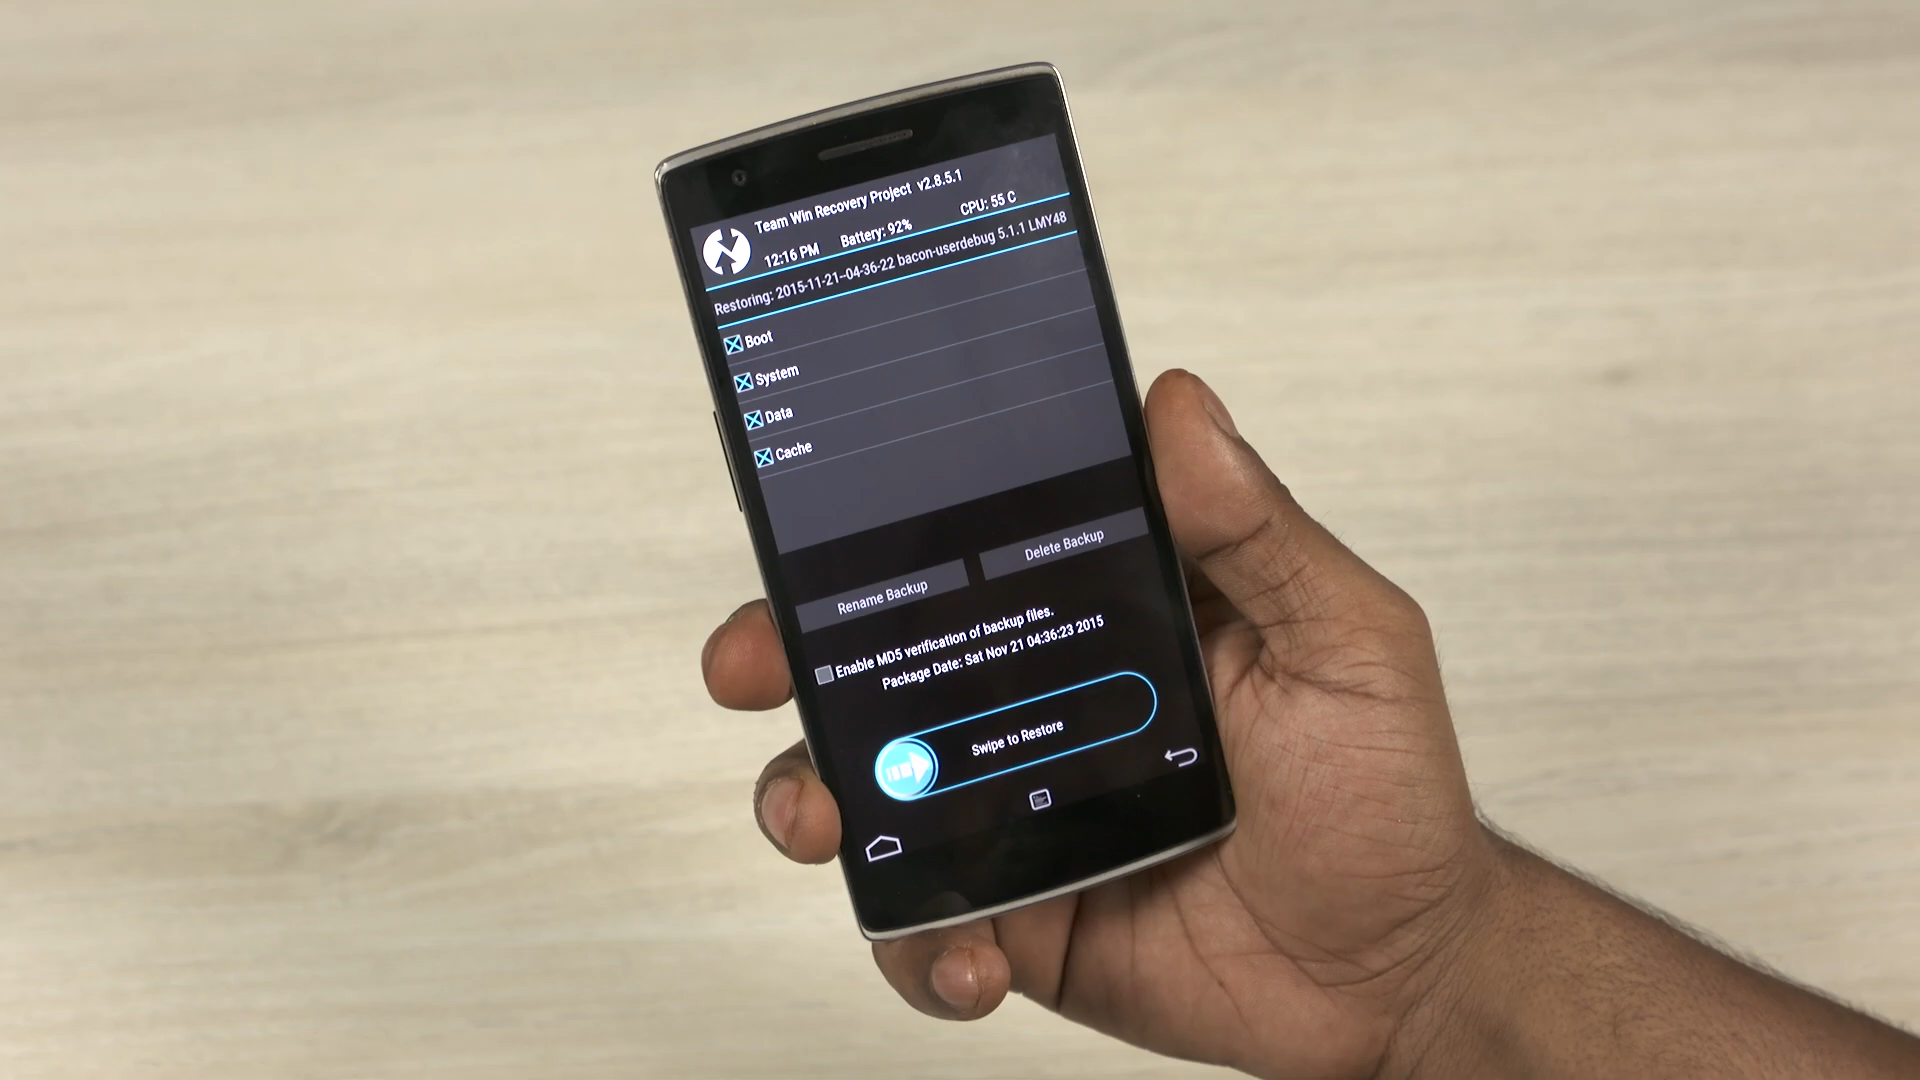 Team Win Recovery Project v2.8.5.1
12:16 PM Battery: 92% CPU: 55 C
Restoring: 2015-11-21--04-36-22 bacon-userdebug 5.1.1 LMY48
Boot
System
Data
Cache
Rename Backup Delete Backup
Enable MD5 verification of backup files.
Package Date: Sat Nov 21 04:36:23 2015
Swipe to Restore